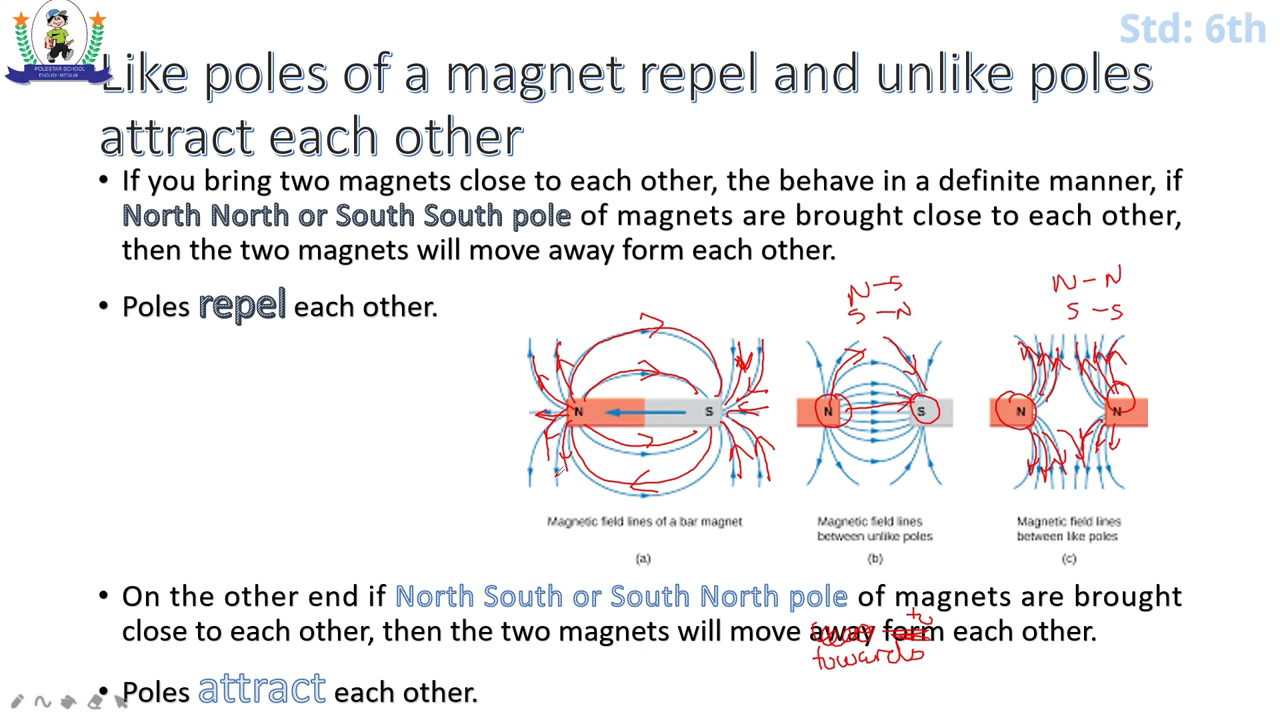 Std: 6th
POLESTAR SCHOOL
ENGLISH MEDIUM
Like poles of a magnet repel and unlike poles
attract each other
• If you bring two magnets close to each other, the behave in a definite manner, if
North North or South South pole of magnets are brought close to each other,
then the two magnets will move away form each other.
• Poles repel each other.
N-S
S-N
N-N
S-S
N S
N S
N N
Magnetic field lines of a bar magnet
(a)
Magnetic field lines
between unlike poles
(b)
Magnetic field lines
between like poles
(c)
• On the other end if North South or South North pole of magnets are brought
close to each other, then the two magnets will move away form each other.
to
towards
• Poles attract each other.